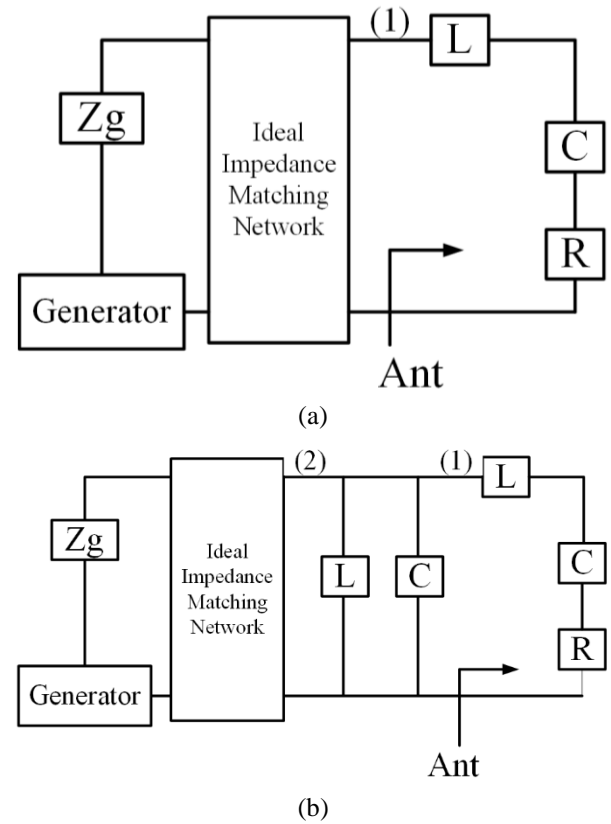 (1)
L
Zg
Ideal
Impedance
Matching
Network
C
R
Generator
Ant
(a)
(2)
(1)
L
Zg
Ideal
Impedance
Matching
Network
L
C
C
R
Generator
Ant
(b)